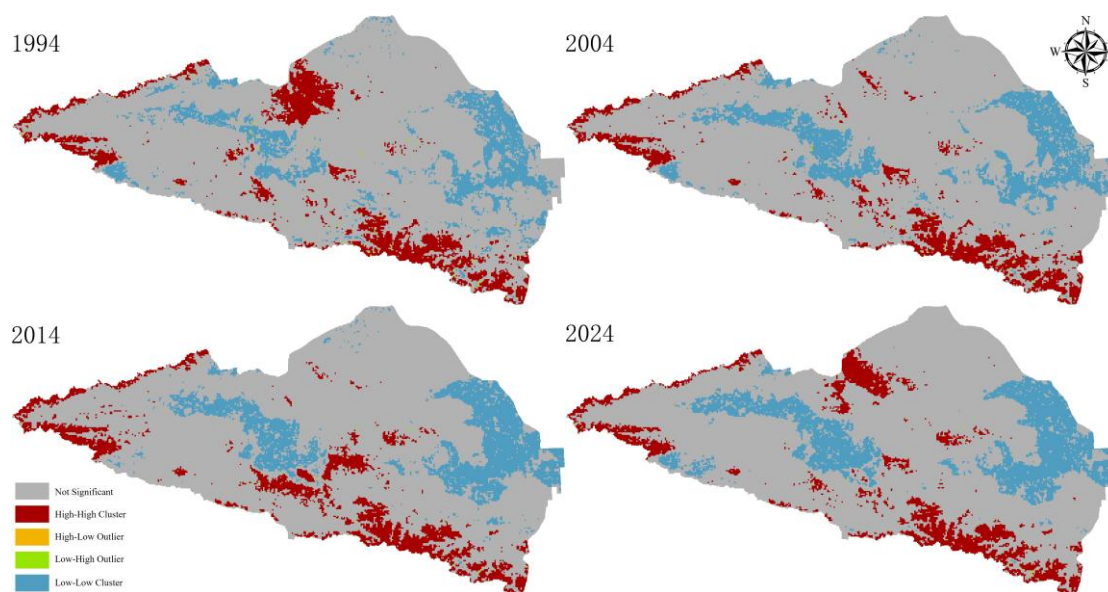 1994
2004
N
W
S
2014
2024
Not Significant
High-High Cluster
High-Low Outlier
Low-High Outlier
Low-Low Cluster